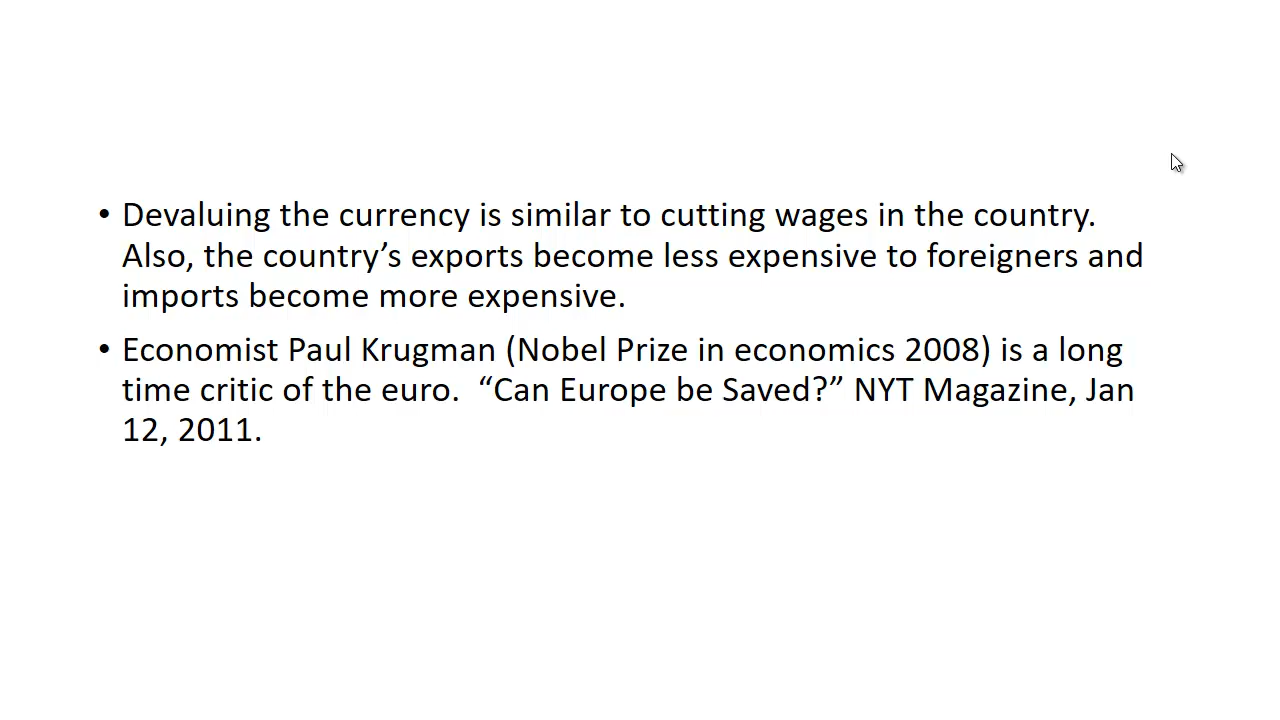 • Devaluing the currency is similar to cutting wages in the country.
Also, the country’s exports become less expensive to foreigners and
imports become more expensive.
• Economist Paul Krugman (Nobel Prize in economics 2008) is a long
time critic of the euro.  “Can Europe be Saved?” NYT Magazine, Jan
12, 2011.